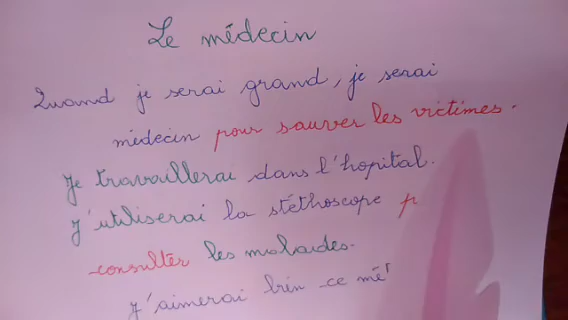 Le médecin
Quand je serai grand, je serai
médecin pour sauver les victimes.
Je travaillerai dans l'hopital.
J'utiliserai la stéthoscope p
consulter les malades.
J'aimerai bien ce mé